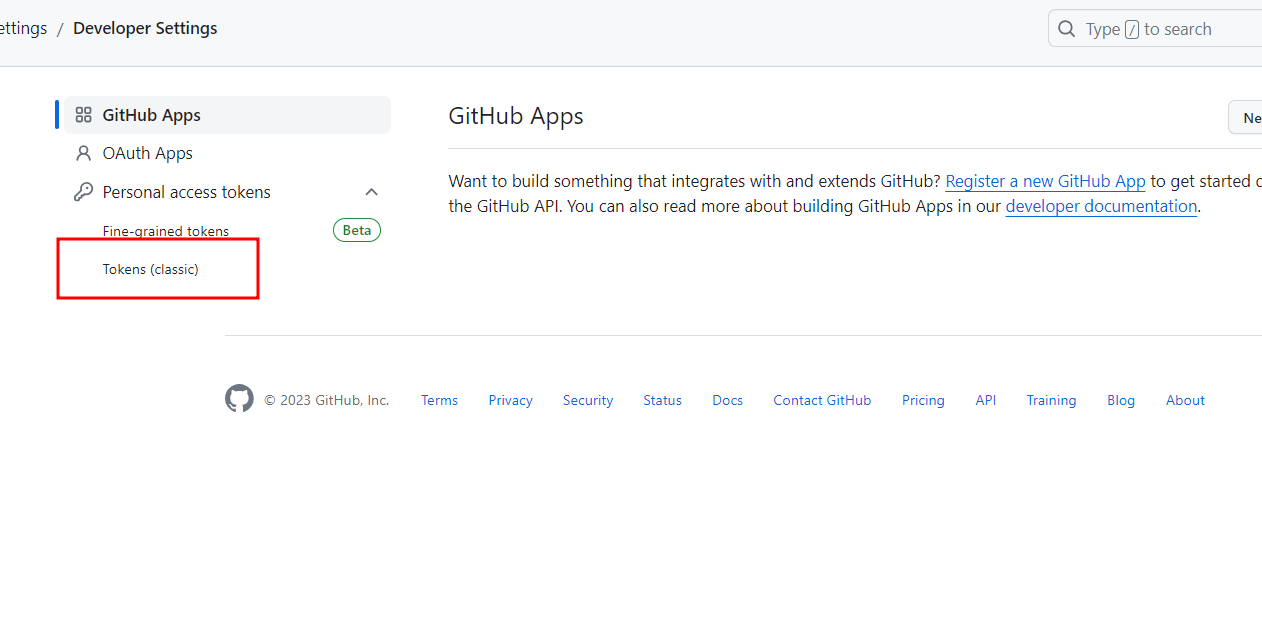 ettings / Developer Settings
Type / to search
GitHub Apps
OAuth Apps
Personal access tokens
Fine-grained tokens Beta
Tokens (classic)
GitHub Apps
Ne
Want to build something that integrates with and extends GitHub? Register a new GitHub App to get started
the GitHub API. You can also read more about building GitHub Apps in our developer documentation.
© 2023 GitHub, Inc. Terms Privacy Security Status Docs Contact GitHub Pricing API Training Blog About